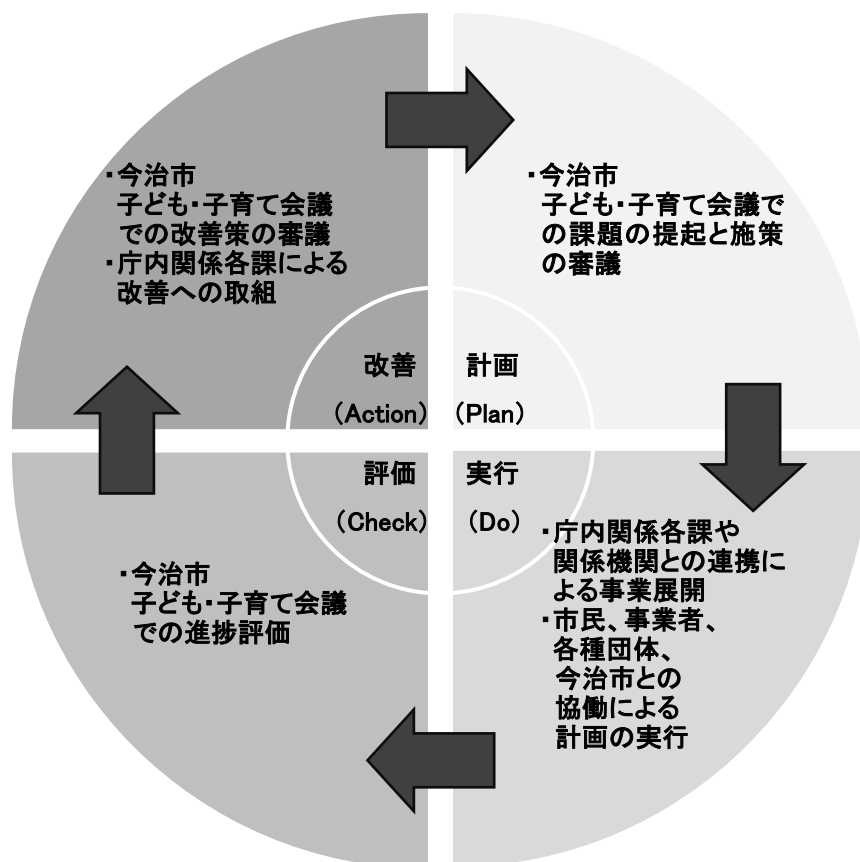 ・今治市
子ども・子育て会議
での改善策の審議
・庁内関係各課による
改善への取組
改善
(Action)
・今治市
子ども・子育て会議で
の課題の提起と施策
の審議
計画
(Plan)
実行
(Do)
・庁内関係各課や
関係機関との連携に
よる事業展開
・市民、事業者、
各種団体、
今治市との
協働による
計画の実行
評価
(Check)
・今治市
子ども・子育て会議
での進捗評価